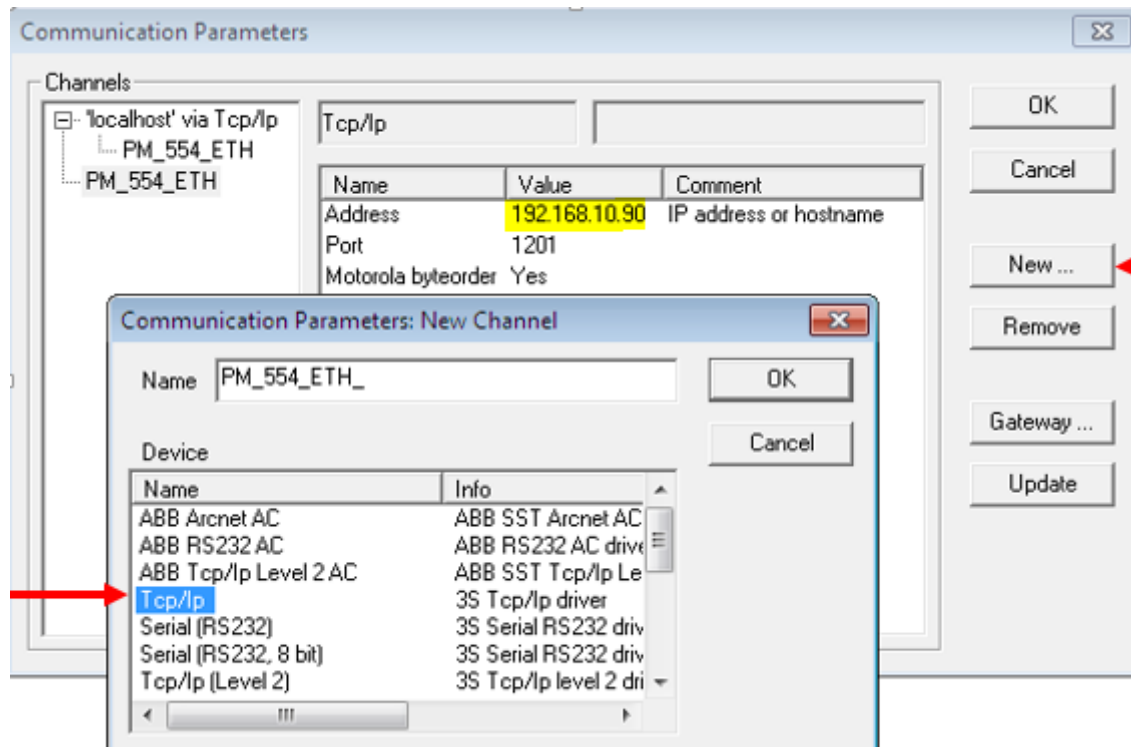 Communication Parameters
Channels
'localhost' via Tcp/Ip
PM_554_ETH
PM_554_ETH
Tcp/Ip
Name Value Comment
Address 192.168.10.90 IP address or hostname
Port 1201
Motorola byteorder Yes
OK
Cancel
New ...
Remove
Gateway ...
Update
Communication Parameters: New Channel
Name PM_554_ETH_
OK
Cancel
Device
Name Info
ABB Arcnet AC ABB SST Arcnet AC
ABB RS232 AC ABB RS232 AC drive
ABB Tcp/Ip Level 2 AC ABB SST Tcp/Ip Le
Tcp/Ip 3S Tcp/Ip driver
Serial (RS232) 3S Serial RS232 driv
Serial (RS232, 8 bit) 3S Serial RS232 driv
Tcp/Ip (Level 2) 3S Tcp/Ip level 2 dri